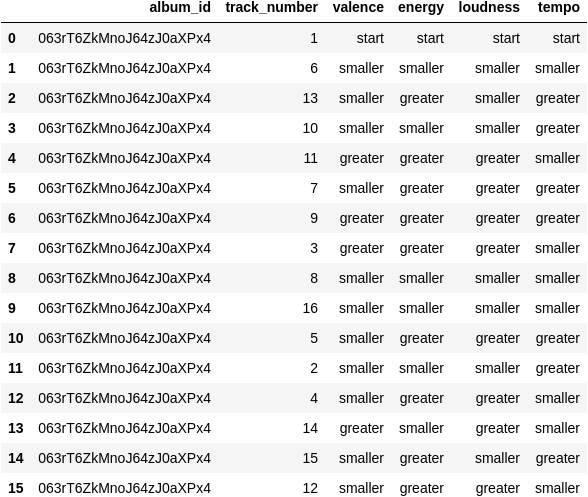 album_id track_number valence energy loudness tempo
0 063rT6ZkMnoJ64zJ0aXPx4 1 start start start start
1 063rT6ZkMnoJ64zJ0aXPx4 6 smaller smaller smaller smaller
2 063rT6ZkMnoJ64zJ0aXPx4 13 smaller greater smaller greater
3 063rT6ZkMnoJ64zJ0aXPx4 10 smaller smaller smaller greater
4 063rT6ZkMnoJ64zJ0aXPx4 11 greater greater greater smaller
5 063rT6ZkMnoJ64zJ0aXPx4 7 smaller greater greater greater
6 063rT6ZkMnoJ64zJ0aXPx4 9 greater greater greater greater
7 063rT6ZkMnoJ64zJ0aXPx4 3 greater greater greater smaller
8 063rT6ZkMnoJ64zJ0aXPx4 8 smaller smaller smaller smaller
9 063rT6ZkMnoJ64zJ0aXPx4 16 smaller smaller smaller smaller
10 063rT6ZkMnoJ64zJ0aXPx4 5 smaller greater greater greater
11 063rT6ZkMnoJ64zJ0aXPx4 2 smaller smaller smaller greater
12 063rT6ZkMnoJ64zJ0aXPx4 4 smaller greater greater smaller
13 063rT6ZkMnoJ64zJ0aXPx4 14 greater smaller greater smaller
14 063rT6ZkMnoJ64zJ0aXPx4 15 smaller greater smaller greater
15 063rT6ZkMnoJ64zJ0aXPx4 12 smaller greater greater smaller